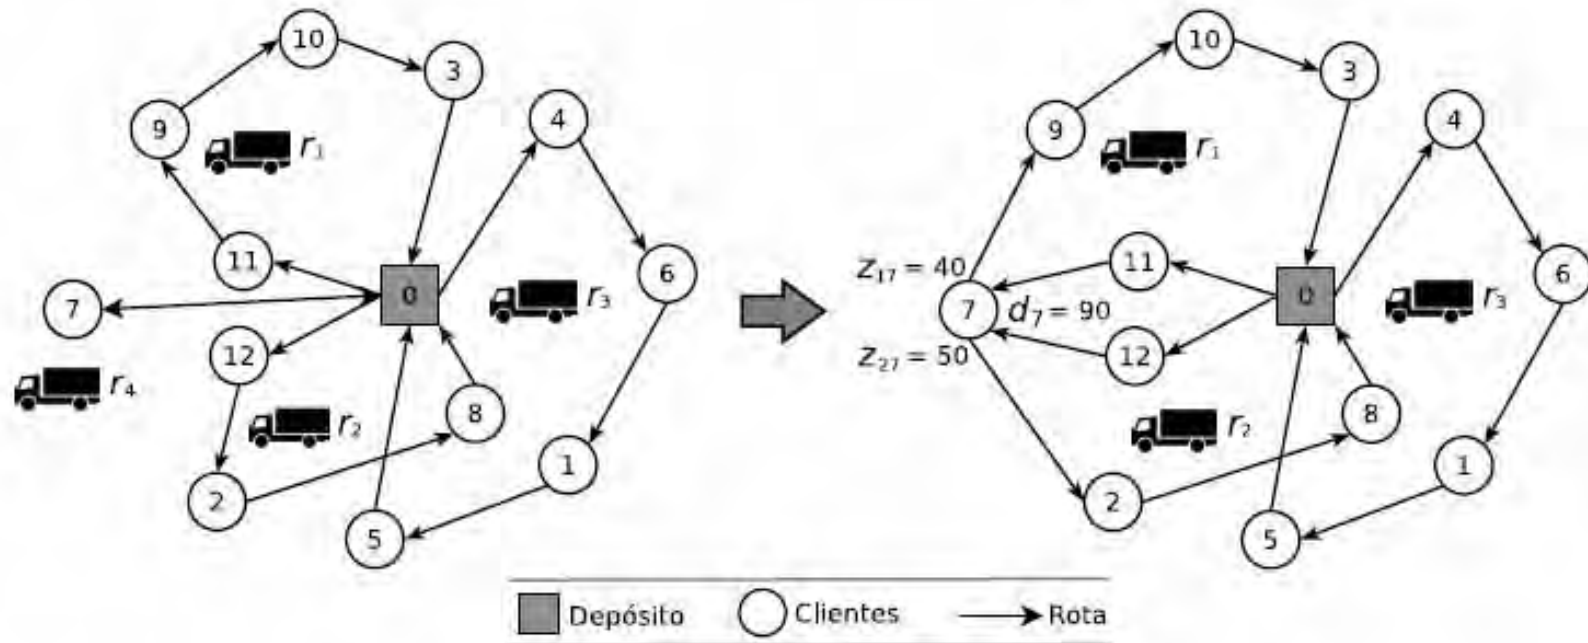 10
3
9
4
r₁
11
6
0
7
r₃
12
r₄
8
r₂
2
1
5
10
3
9
4
r₁
11
6
z₁₇ = 40
0
7
d₇ = 90
r₃
z₂₇ = 50
12
8
r₂
2
1
5
Depósito
Clientes
Rota